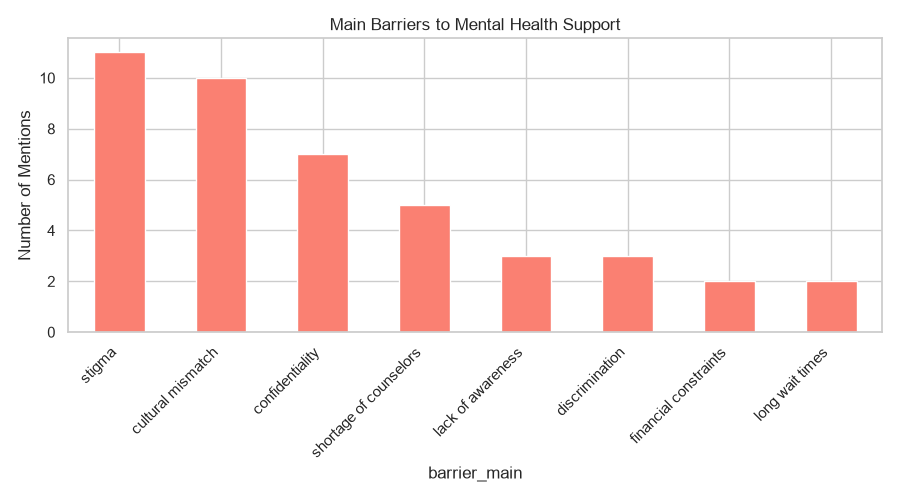 Main Barriers to Mental Health Support
Number of Mentions
10
8
6
4
2
0
stigma
cultural mismatch
confidentiality
shortage of counselors
lack of awareness
discrimination
financial constraints
long wait times
barrier_main